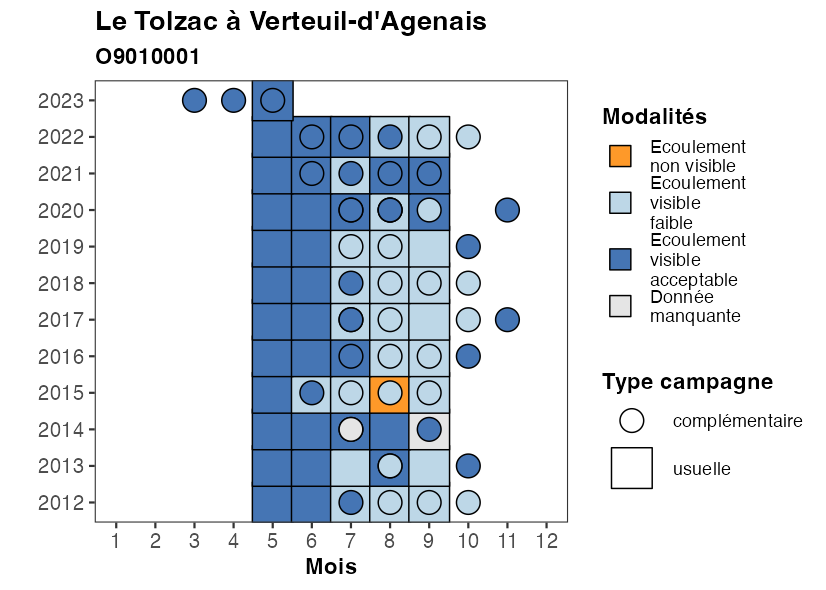 Le Tolzac à Verteuil-d'Agenais
O9010001
2023
2022
2021
2020
2019
2018
2017
2016
2015
2014
2013
2012
1 2 3 4 5 6 7 8 9 10 11 12
Mois
Modalités
Ecoulement
non visible
Ecoulement
visible
faible
Ecoulement
visible
acceptable
Donnée
manquante
Type campagne
complémentaire
usuelle